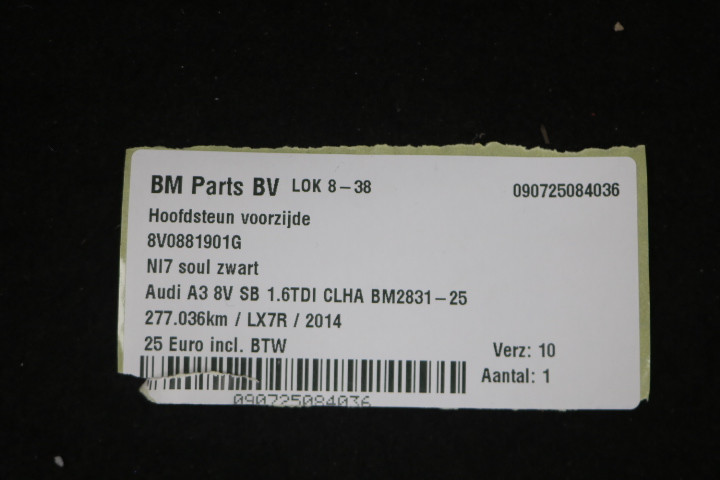 BM Parts BV LOK 8-38 090725084036
Hoofdsteun voorzijde
8V0881901G
NI7 soul zwart
Audi A3 8V SB 1.6TDI CLHA BM2831-25
277.036km / LX7R / 2014
25 Euro incl. BTW
Verz: 10
Aantal: 1
090725084036